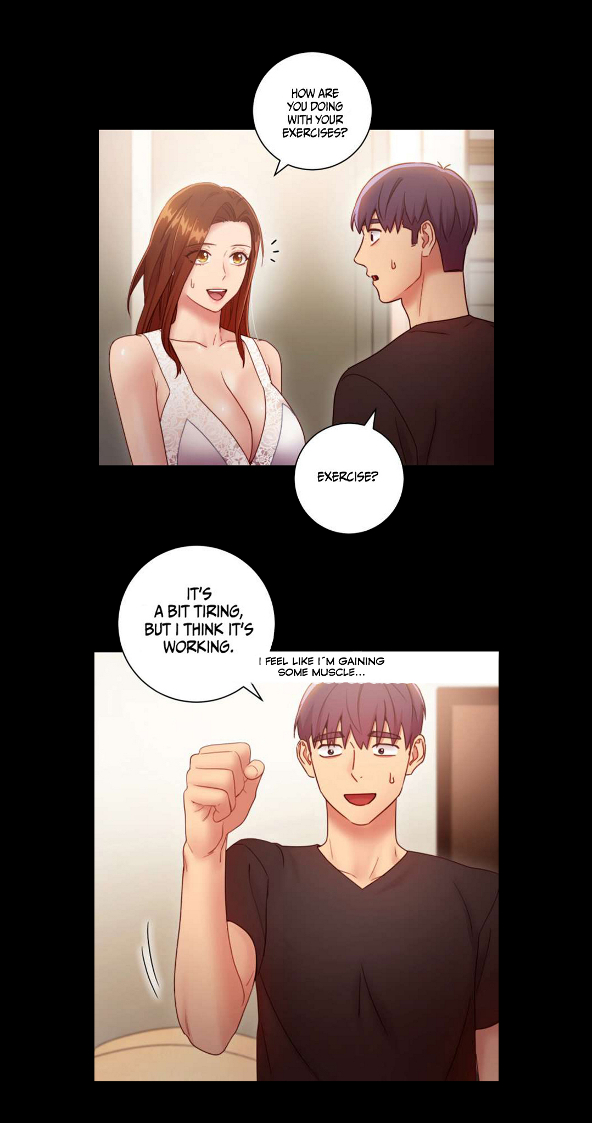 HOW ARE
YOU DOING
WITH YOUR
EXERCISES?
EXERCISE?
IT'S
A BIT TIRING,
BUT I THINK IT'S
WORKING.
I FEEL LIKE I´M GAINING
SOME MUSCLE...